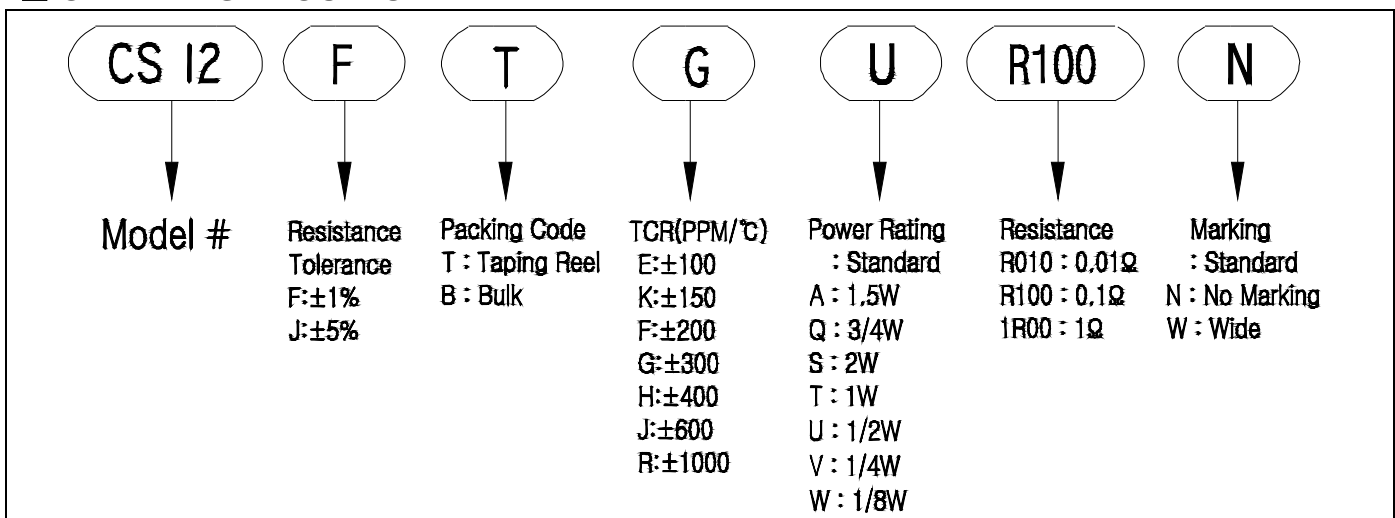 CS 12 F T G U R100 N
Model #
Resistance
Tolerance
F:±1%
J:±5%
Packing Code
T : Taping Reel
B : Bulk
TCR(PPM/℃)
E:±100
K:±150
F:±200
G:±300
H:±400
J:±600
R:±1000
Power Rating
: Standard
A : 1.5W
Q : 3/4W
S : 2W
T : 1W
U : 1/2W
V : 1/4W
W : 1/8W
Resistance
R010 : 0.01Ω
R100 : 0.1Ω
1R00 : 1Ω
Marking
: Standard
N : No Marking
W : Wide